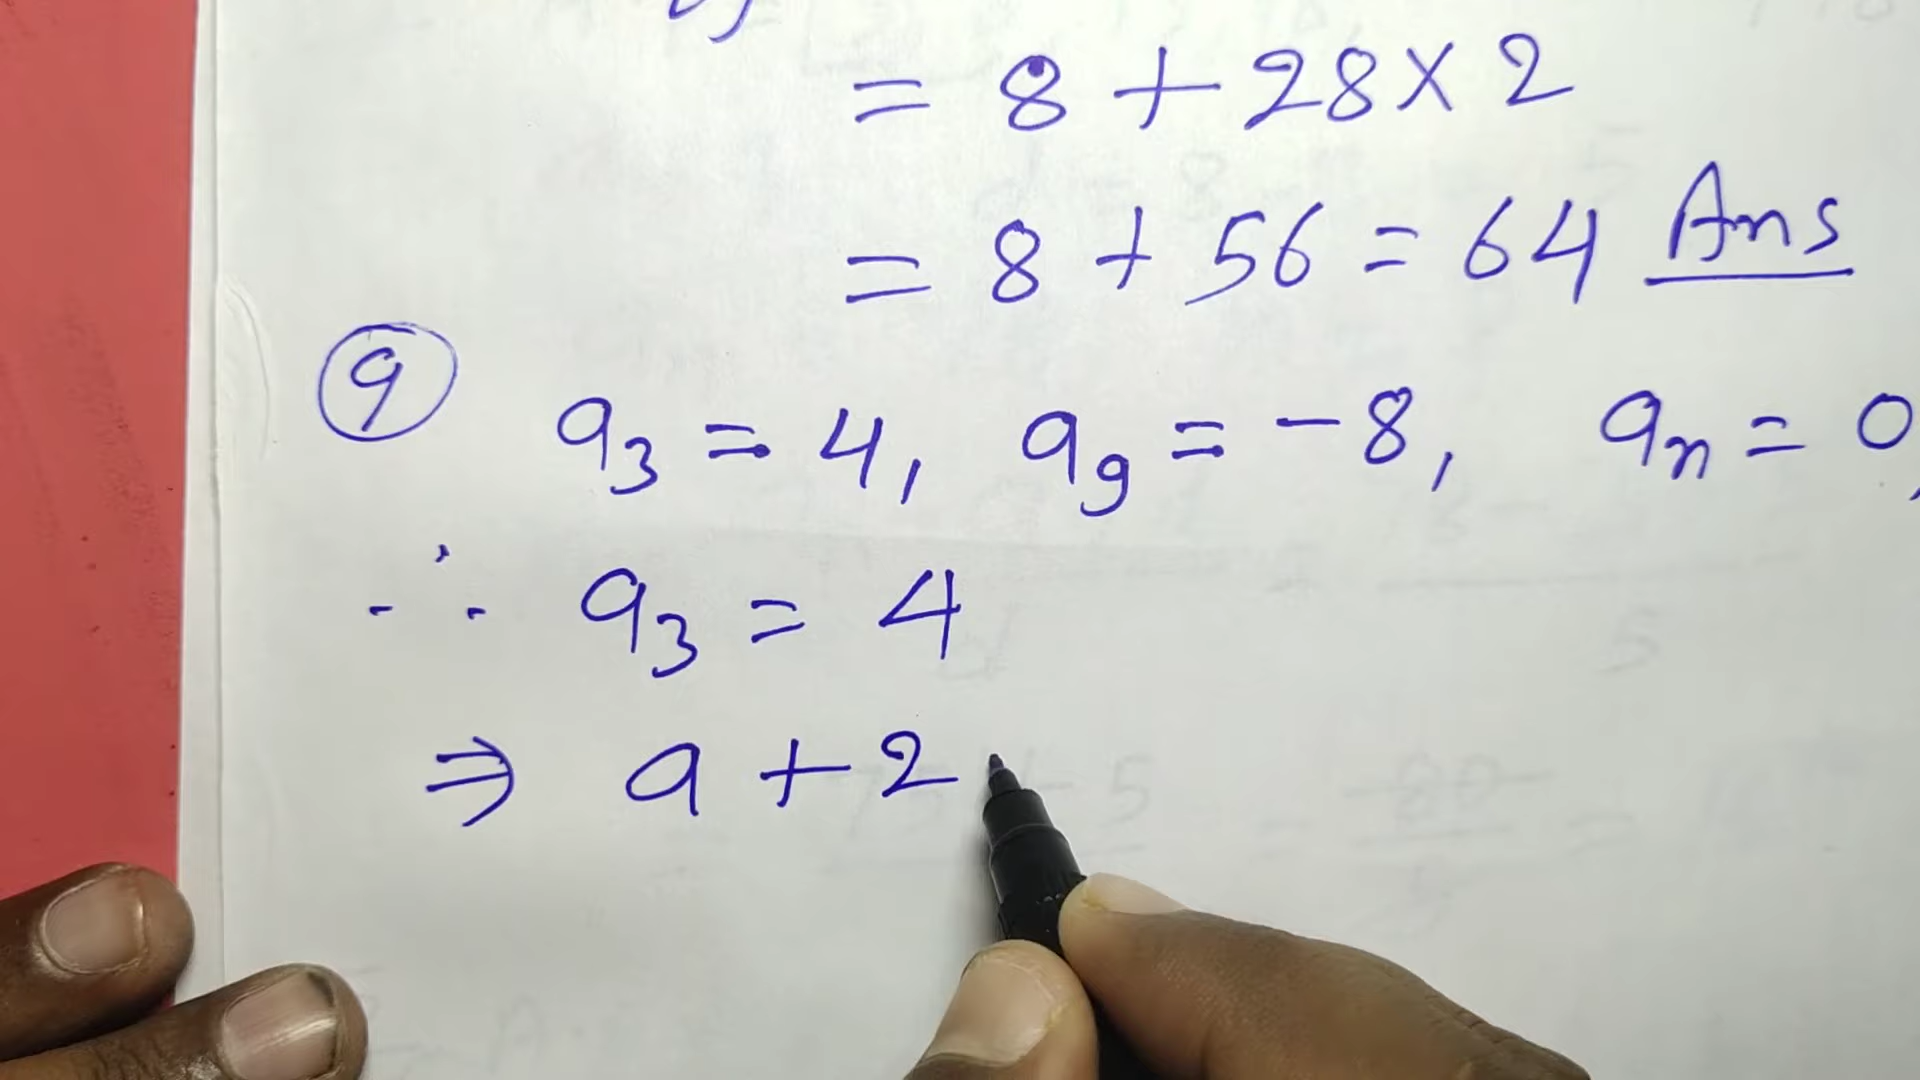 = 8 + 28 × 2
= 8 + 56 = 64 Ans
9 a₃ = 4, a₉ = -8, aₙ = 0,
∴ a₃ = 4
⇒ a + 2